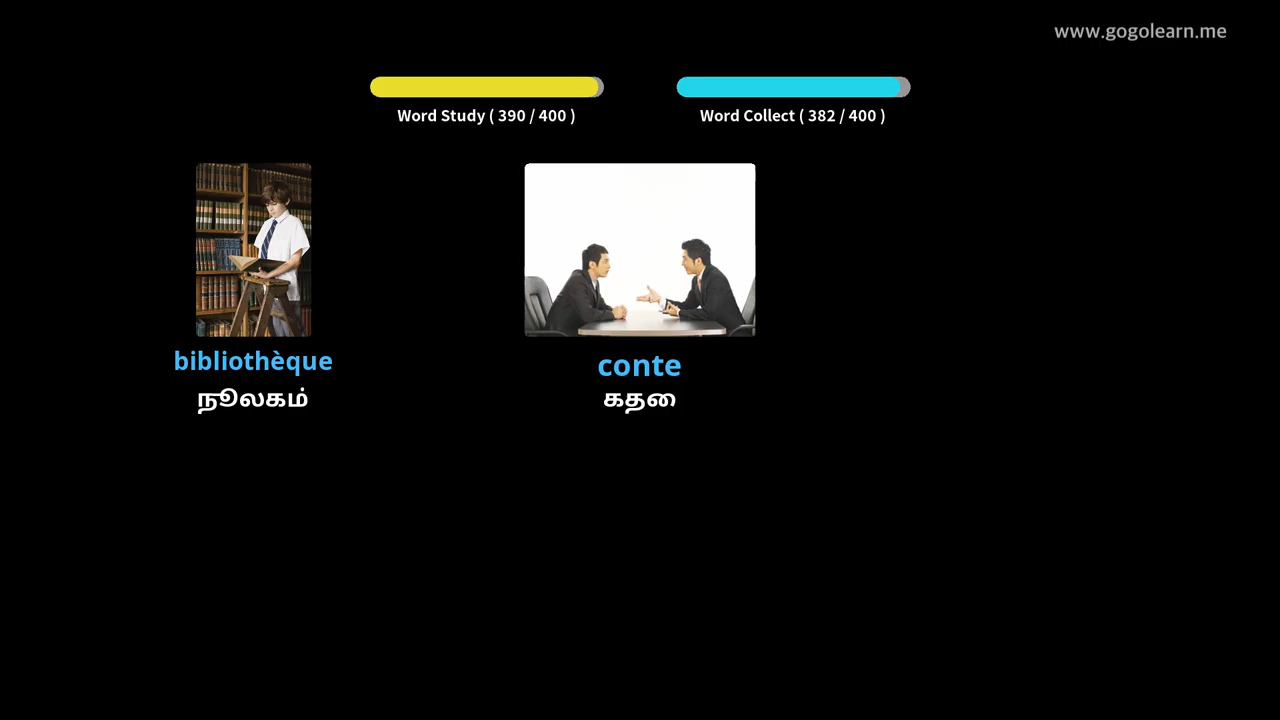 www.gogolearn.me
Word Study ( 390 / 400 )
Word Collect ( 382 / 400 )
bibliothèque
நூலகம்
conte
கதை